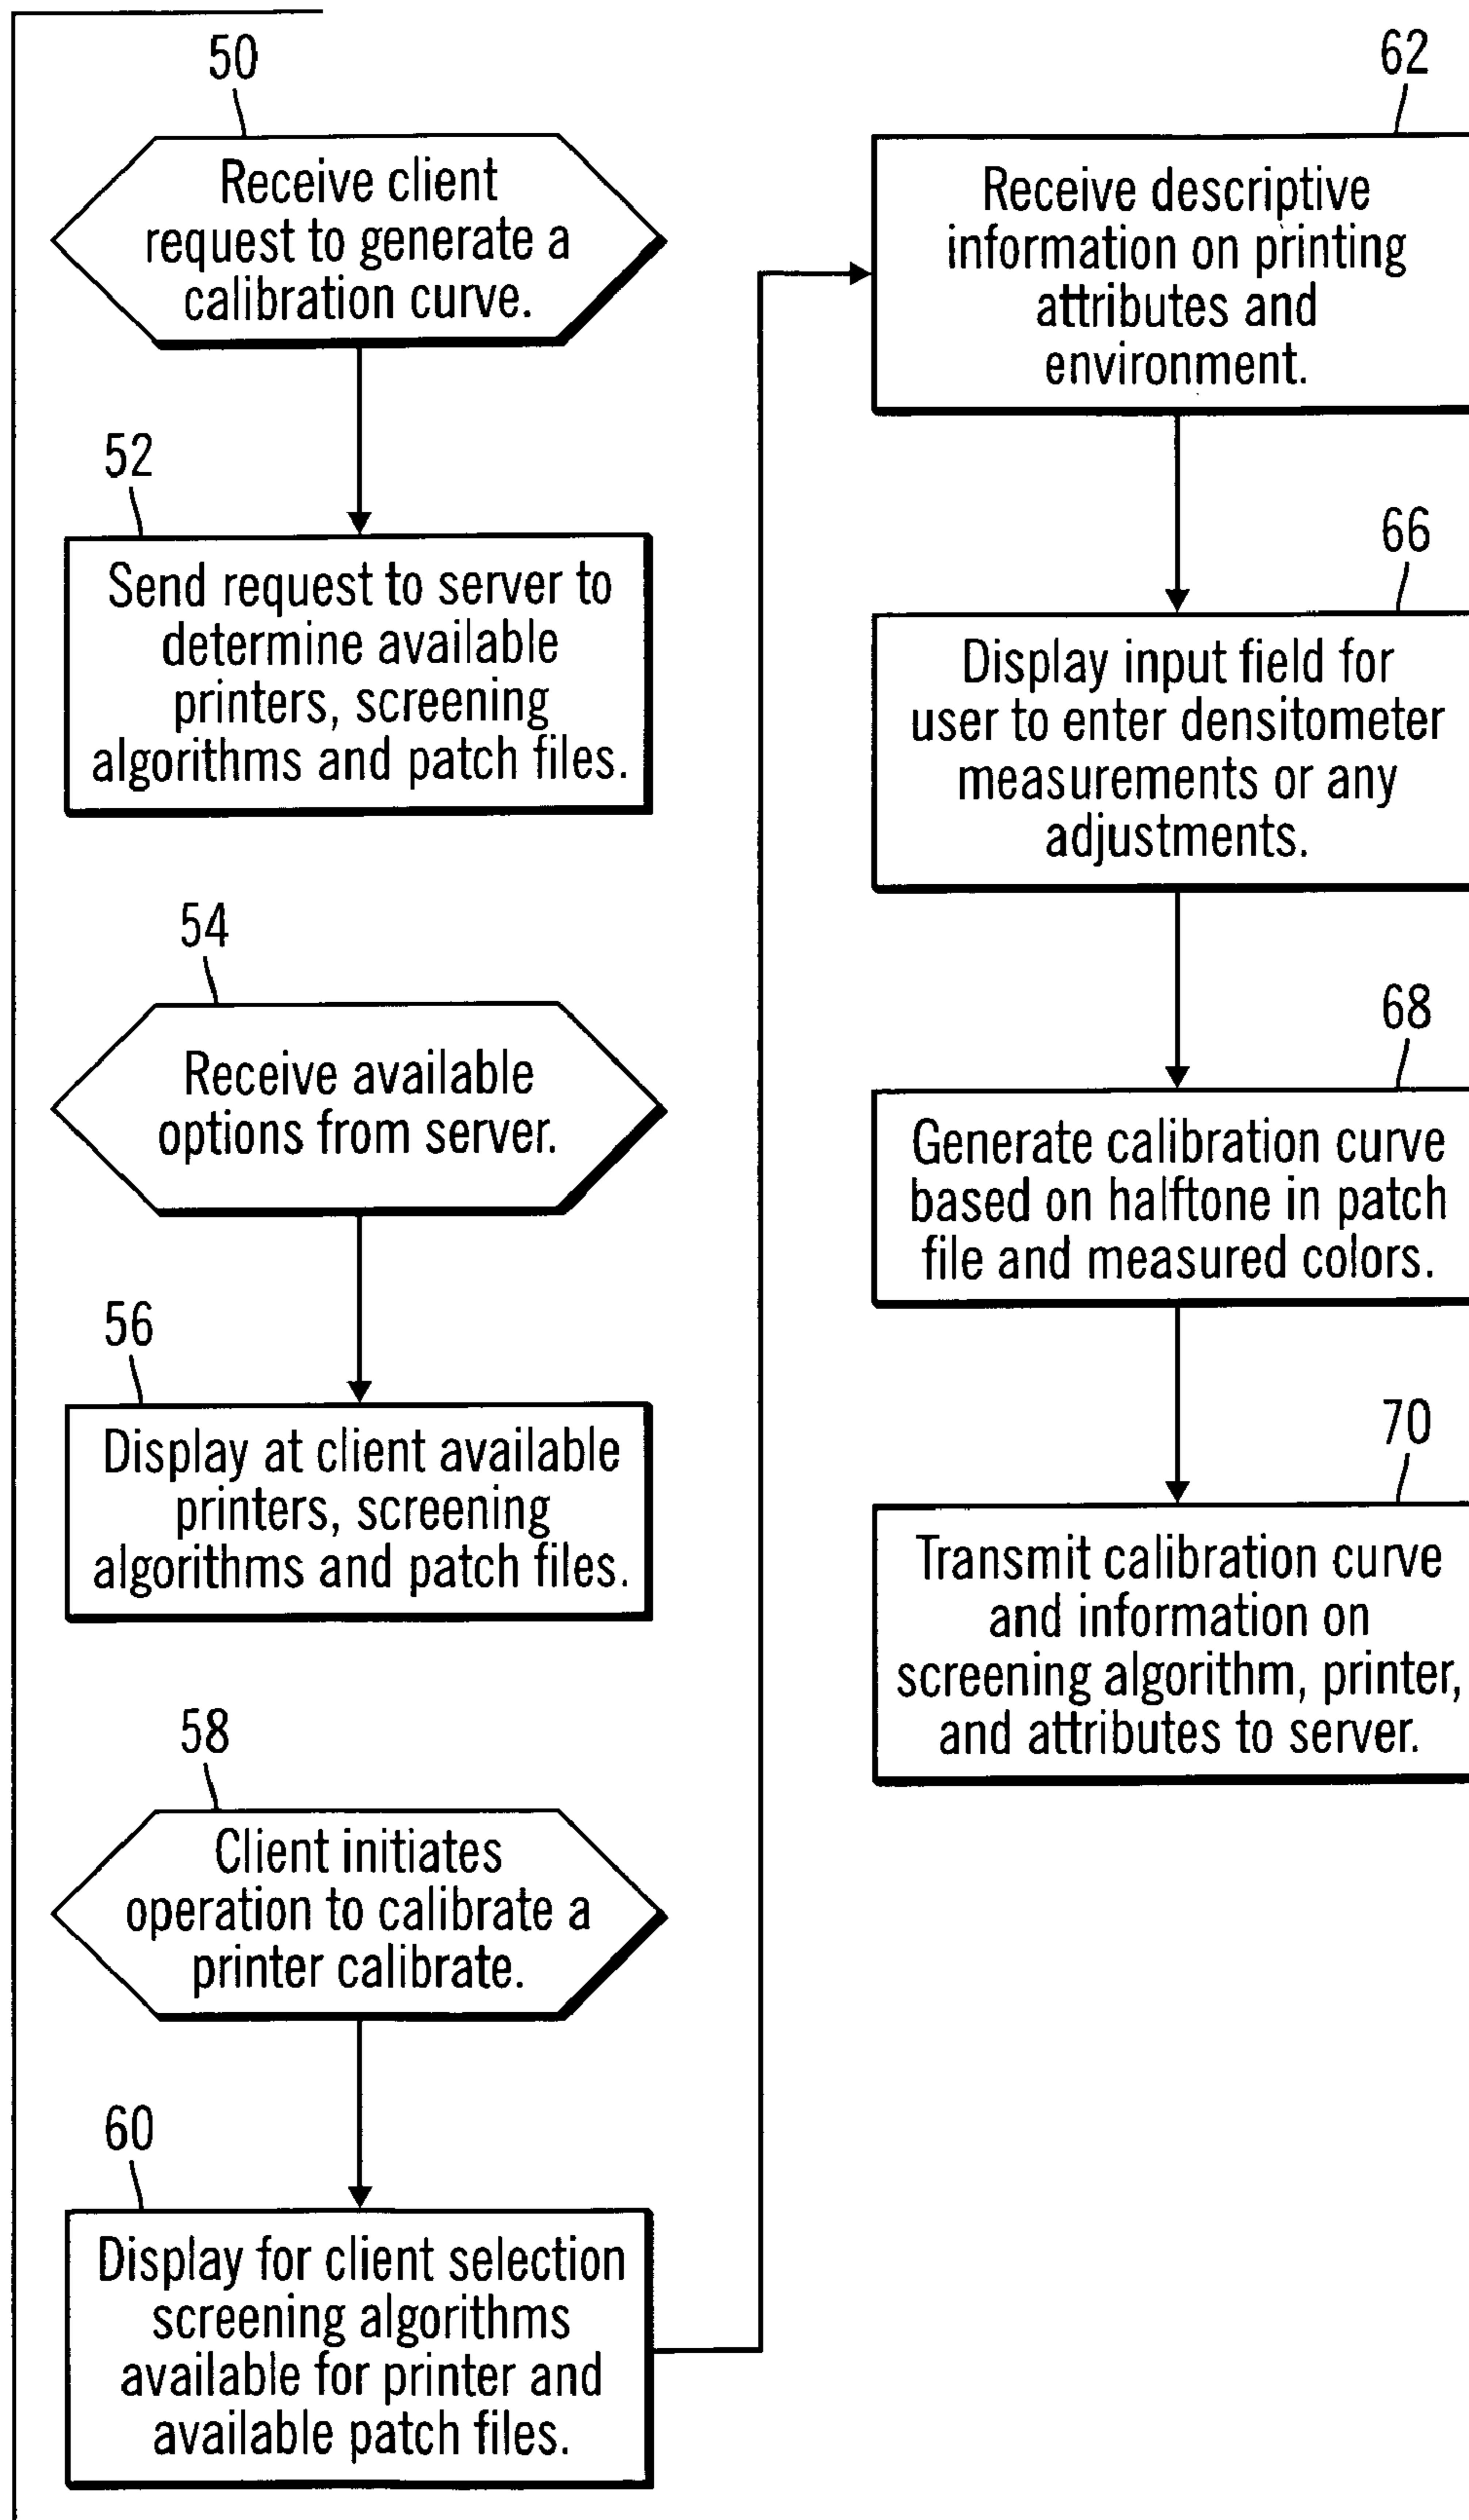 50
Receive client
request to generate a
calibration curve.
52
Send request to server to
determine available
printers, screening
algorithms and patch files.
54
Receive available
options from server.
56
Display at client available
printers, screening
algorithms and patch files.
58
Client initiates
operation to calibrate a
printer calibrate.
60
Display for client selection
screening algorithms
available for printer and
available patch files.
62
Receive descriptive
information on printing
attributes and
environment.
66
Display input field for
user to enter densitometer
measurements or any
adjustments.
68
Generate calibration curve
based on halftone in patch
file and measured colors.
70
Transmit calibration curve
and information on
screening algorithm, printer,
and attributes to server.